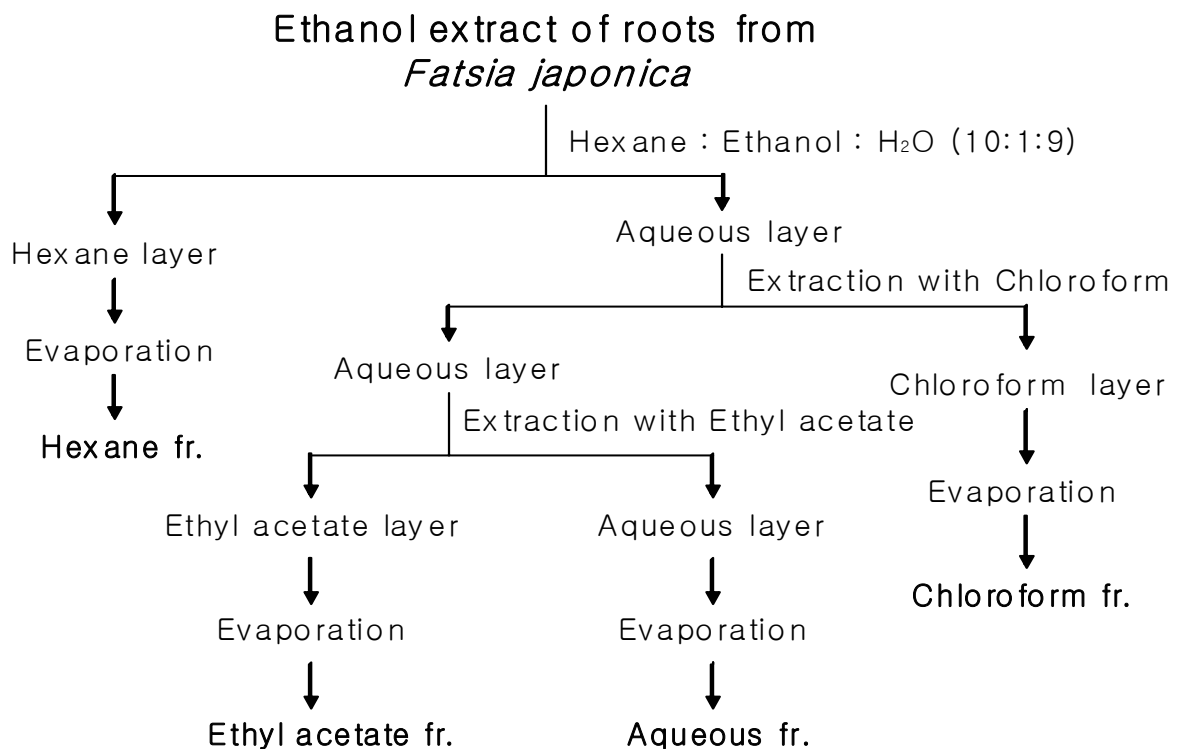 Ethanol extract of roots from
Fatsia japonica
Hexane : Ethanol : H₂O (10:1:9)
Hexane layer
Aqueous layer
Extraction with Chloroform
Evaporation
Aqueous layer
Chloroform layer
Extraction with Ethyl acetate
Hexane fr.
Evaporation
Ethyl acetate layer
Aqueous layer
Chloroform fr.
Evaporation
Evaporation
Ethyl acetate fr.
Aqueous fr.